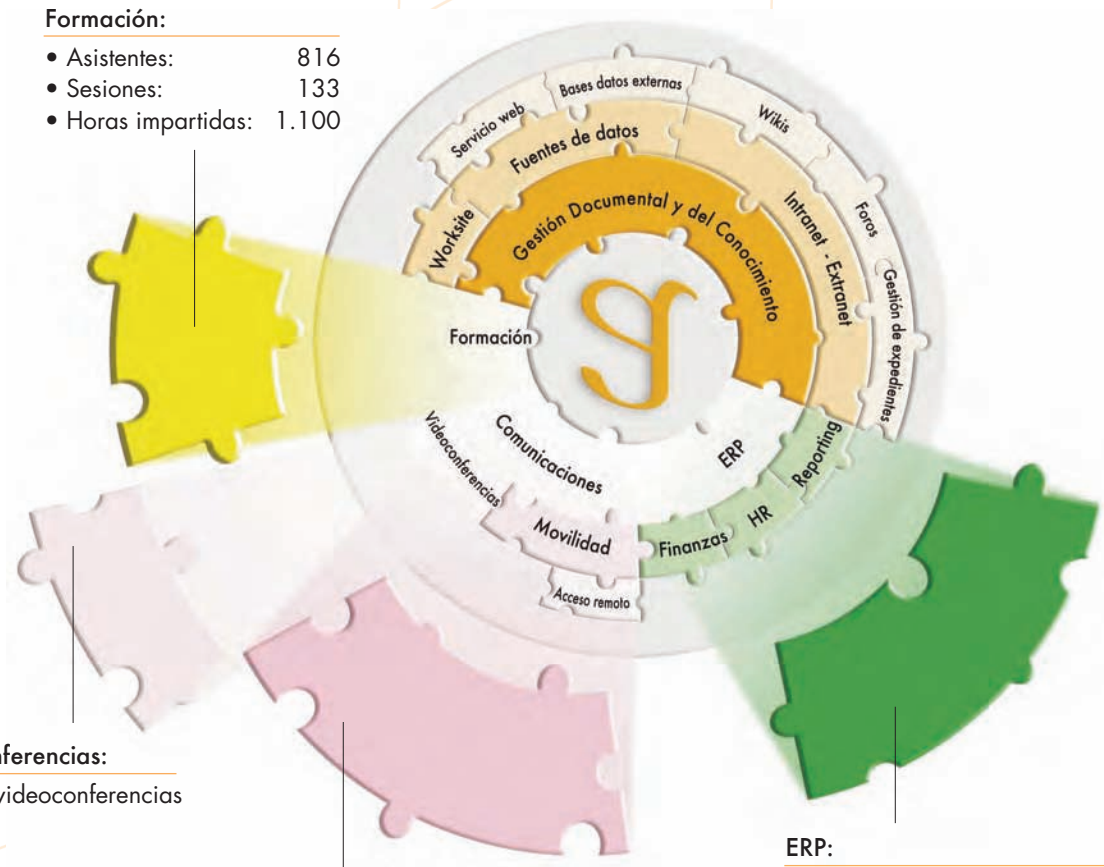 Formación:
• Asistentes: 816
• Sesiones: 133
• Horas impartidas: 1.100
Bases datos externas
Servicio web
Wikis
Fuentes de datos
Foros
Worksite
Gestión Documental y del Conocimiento
Intranet - Extranet
Gestión de expedientes
Formación
Comunicaciones
Videoconferencias
ERP
Reporting
HR
Movilidad
Finanzas
Acceso remoto
nferencias:
videoconferencias
ERP: